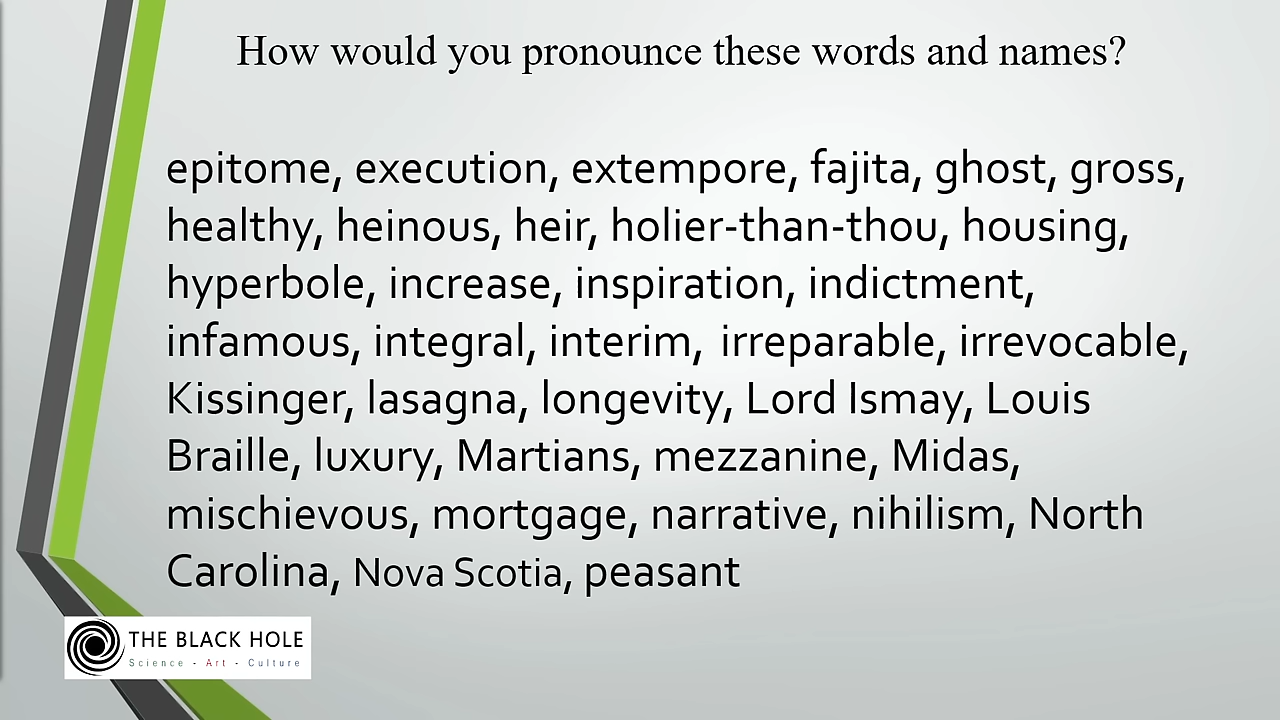 How would you pronounce these words and names?
epitome, execution, extempore, fajita, ghost, gross,
healthy, heinous, heir, holier-than-thou, housing,
hyperbole, increase, inspiration, indictment,
infamous, integral, interim, irreparable, irrevocable,
Kissinger, lasagna, longevity, Lord Ismay, Louis
Braille, luxury, Martians, mezzanine, Midas,
mischievous, mortgage, narrative, nihilism, North
Carolina, Nova Scotia, peasant
THE BLACK HOLE
Science - Art - Culture